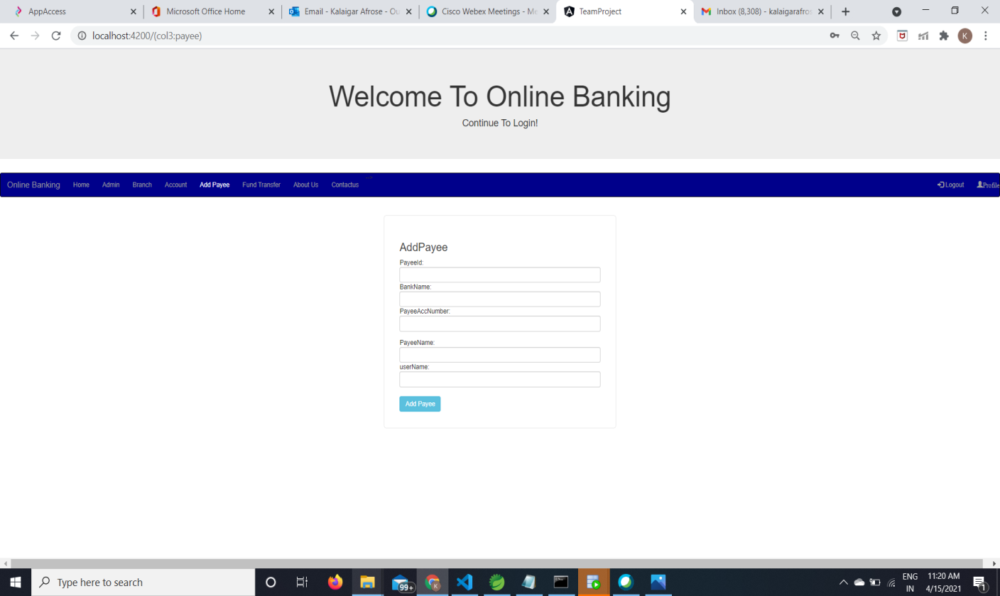 AppAccess
Microsoft Office Home
Email - Kalaigar Afrose - Ou
Cisco Webex Meetings - Me
TeamProject
Inbox (8,308) - kalaigarafros
localhost:4200/(col3:payee)
K
Welcome To Online Banking
Continue To Login!
-->
Online Banking Home Admin Branch Account Add Payee Fund Transfer About Us Contactus Logout Profile
AddPayee
PayeeId:
BankName:
PayeeAccNumber:
PayeeName:
userName:
Add Payee
Type here to search
99+
ENG
IN
11:20 AM
4/15/2021
1